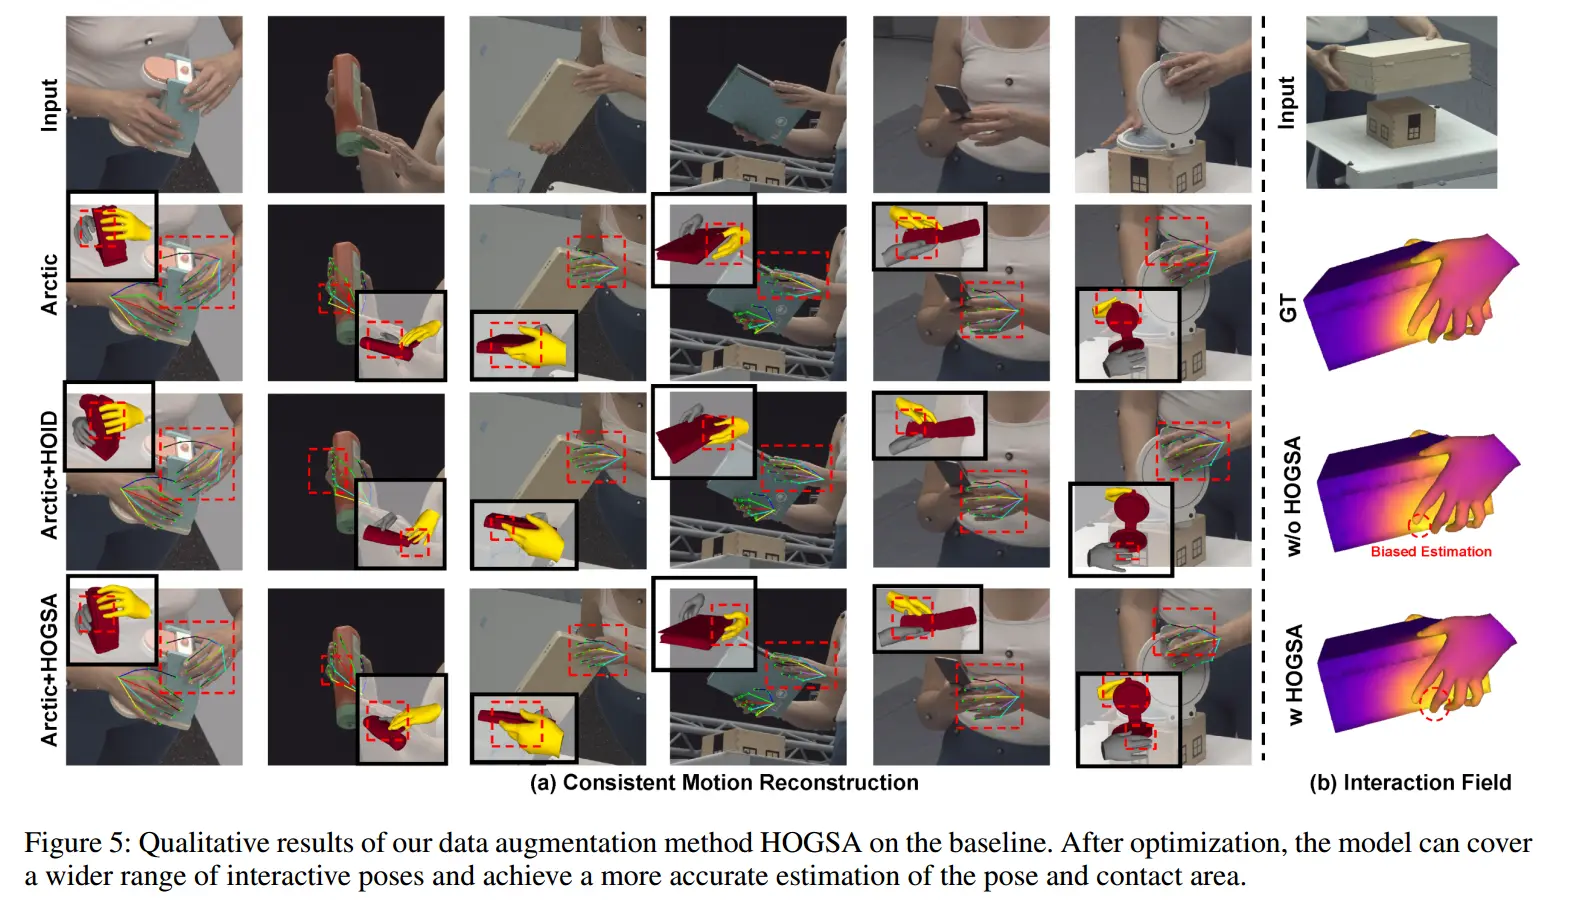 Input
Input
Arctic
GT
Arctic+HOID
w/o HOGSA
Biased Estimation
Arctic+HOGSA
w HOGSA
(a) Consistent Motion Reconstruction
(b) Interaction Field
Figure 5: Qualitative results of our data augmentation method HOGSA on the baseline. After optimization, the model can cover
a wider range of interactive poses and achieve a more accurate estimation of the pose and contact area.